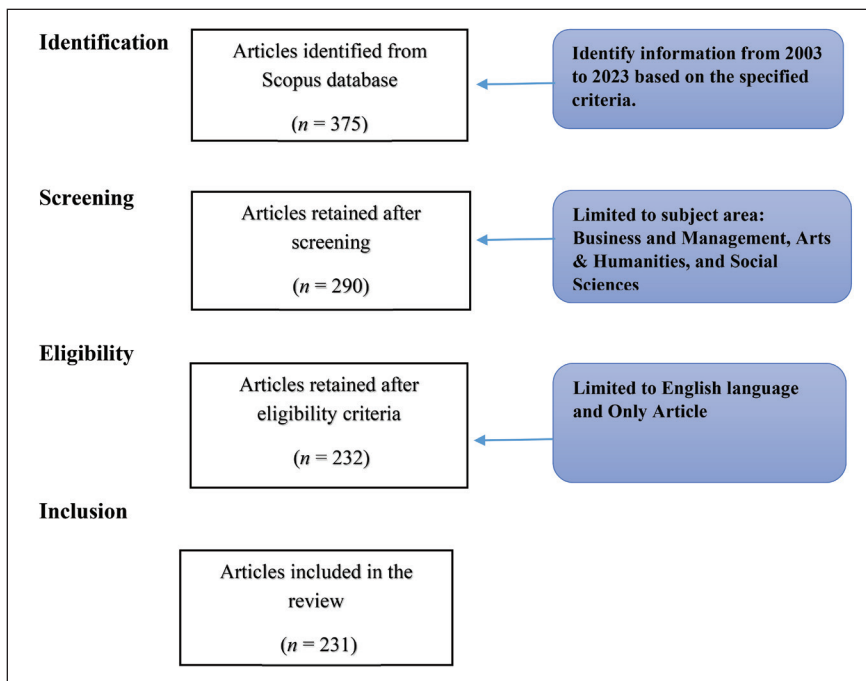 Identification
Articles identified from
Scopus database
(n = 375)
Identify information from 2003
to 2023 based on the specified
criteria.
Screening
Articles retained after
screening
(n = 290)
Limited to subject area:
Business and Management, Arts
& Humanities, and Social
Sciences
Eligibility
Articles retained after
eligibility criteria
(n = 232)
Limited to English language
and Only Article
Inclusion
Articles included in the
review
(n = 231)